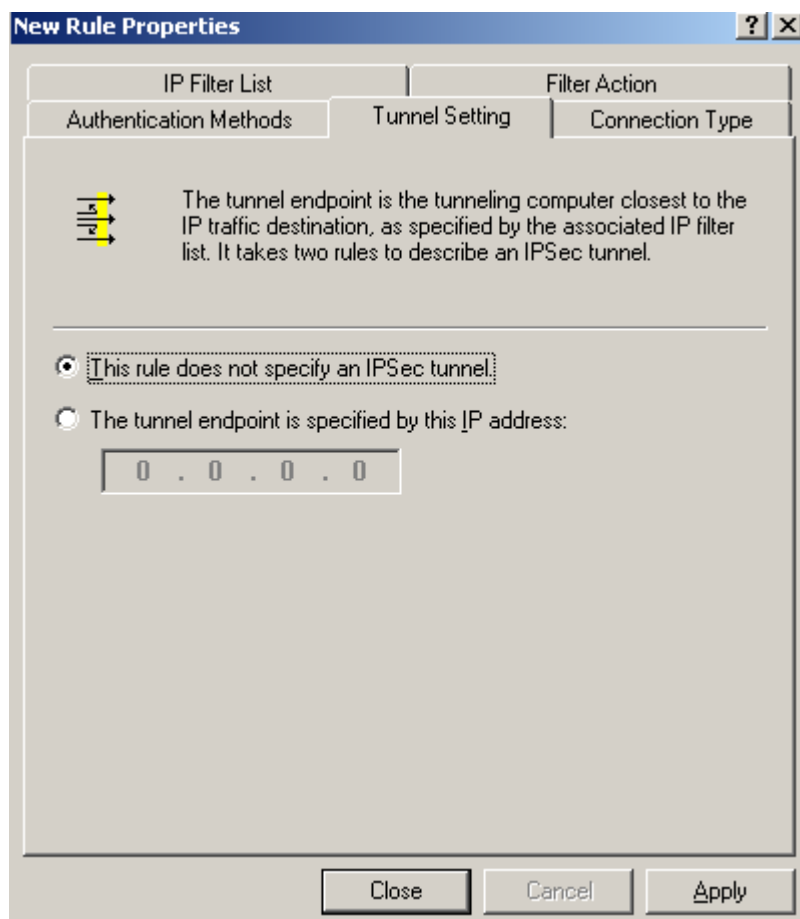 New Rule Properties
IP Filter List
Filter Action
Authentication Methods
Tunnel Setting
Connection Type
The tunnel endpoint is the tunneling computer closest to the
IP traffic destination, as specified by the associated IP filter
list. It takes two rules to describe an IPSec tunnel.
This rule does not specify an IPSec tunnel.
The tunnel endpoint is specified by this IP address:
0 . 0 . 0 . 0
Close
Cancel
Apply